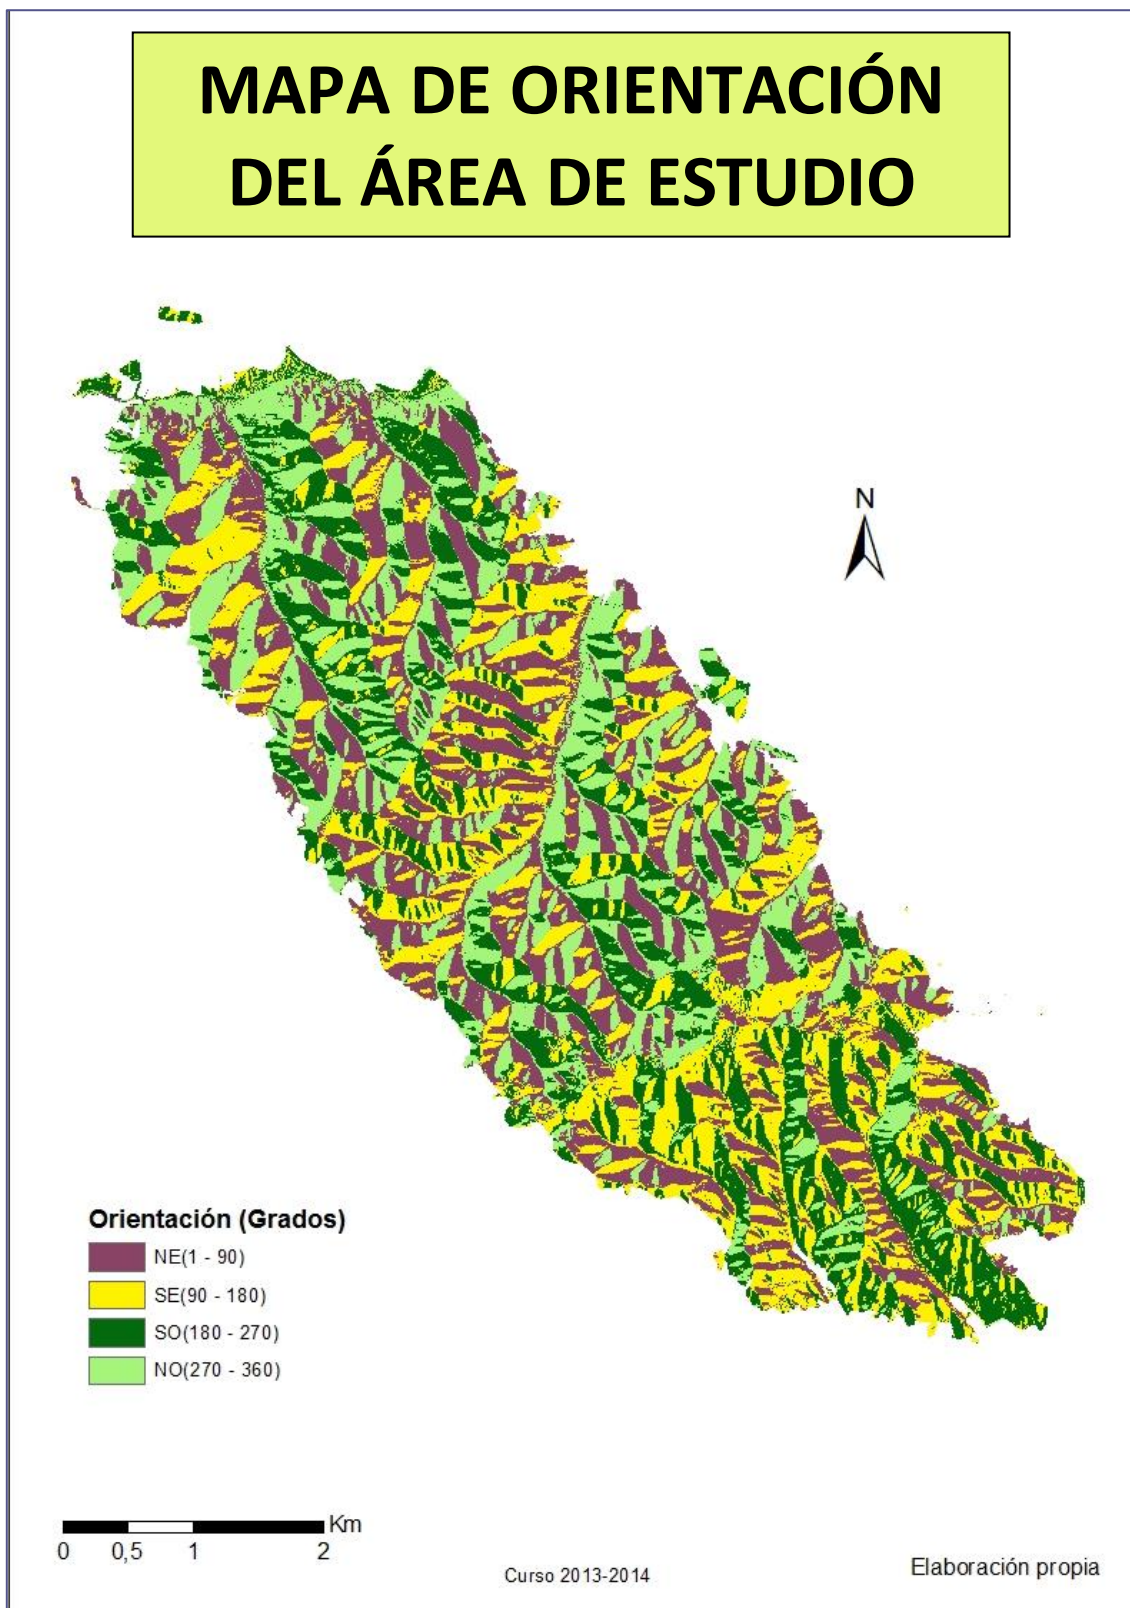 MAPA DE ORIENTACIÓN
DEL ÁREA DE ESTUDIO
N
Orientación (Grados)
NE(1 - 90)
SE(90 - 180)
SO(180 - 270)
NO(270 - 360)
Km
0 0,5 1 2
Curso 2013-2014
Elaboración propia